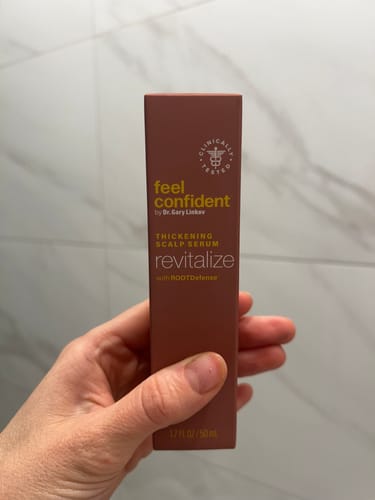 CLINICALLY
TESTED
feel
confident
by Dr. Gary Linkov
THICKENING
SCALP SERUM
revitalize
with ROOTDefense™
1.7 FL OZ / 50 mL